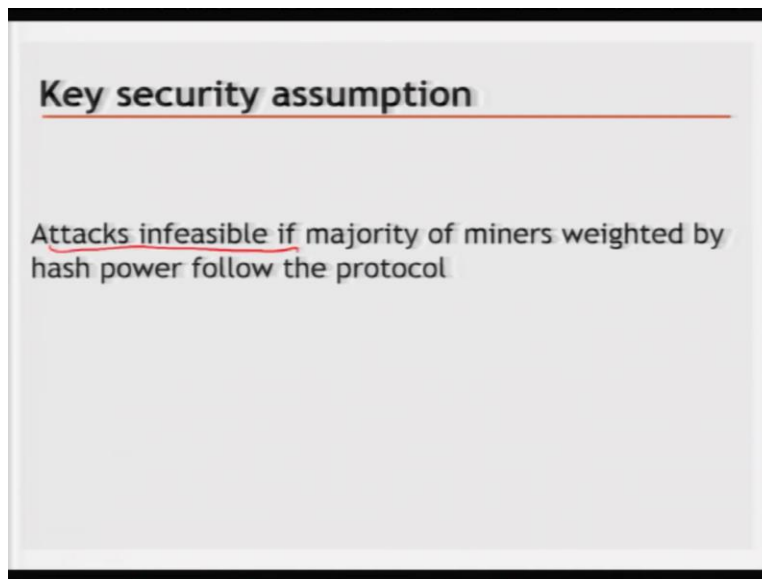 Key security assumption
Attacks infeasible if majority of miners weighted by
hash power follow the protocol